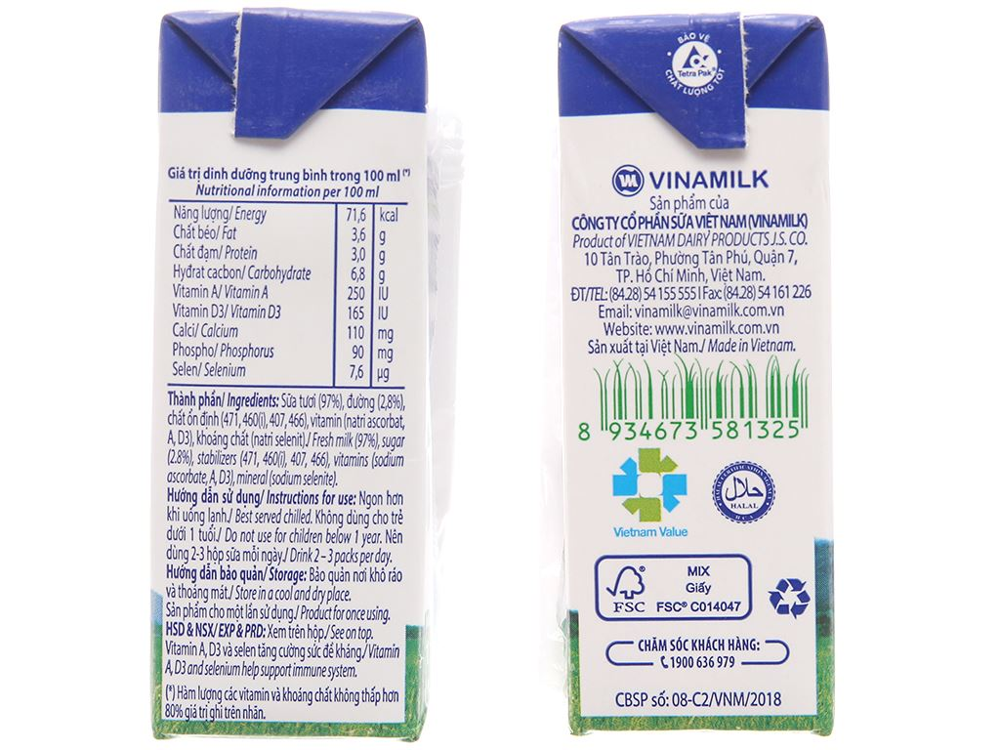 Giá trị dinh dưỡng trung bình trong 100 ml (*)
Nutritional information per 100 ml
Năng lượng/ Energy 71,6 kcal
Chất béo/ Fat 3,6 g
Chất đạm/ Protein 3,0 g
Hyđrat cacbon/ Carbohydrate 6,8 g
Vitamin A/ Vitamin A 250 IU
Vitamin D3/ Vitamin D3 165 IU
Calci/ Calcium 110 mg
Phospho/ Phosphorus 90 mg
Selen/ Selenium 7,6 µg
Thành phần/ Ingredients: Sữa tươi (97%), đường (2,8%),
chất ổn định (471, 460(i), 407, 466), vitamin (natri ascorbat,
A, D3), khoáng chất (natri selenit)./ Fresh milk (97%), sugar
(2.8%), stabilizers (471, 460(i), 407, 466), vitamins (sodium
ascorbate, A, D3), mineral (sodium selenite).
Hướng dẫn sử dụng/ Instructions for use: Ngon hơn
khi uống lạnh./ Best served chilled. Không dùng cho trẻ
dưới 1 tuổi./ Do not use for children below 1 year. Nên
dùng 2-3 hộp sữa mỗi ngày./ Drink 2 – 3 packs per day.
Hướng dẫn bảo quản/ Storage: Bảo quản nơi khô ráo
và thoáng mát./ Store in a cool and dry place.
Sản phẩm cho một lần sử dụng./ Product for once using.
HSD & NSX/ EXP & PRD: Xem trên hộp./ See on top.
Vitamin A, D3 và selen tăng cường sức đề kháng./ Vitamin
A, D3 and selenium help support immune system.
(*) Hàm lượng các vitamin và khoáng chất không thấp hơn
80% giá trị ghi trên nhãn.
BẢO VỆ
Tetra Pak®
CHẤT LƯỢNG TỐT
VM VINAMILK
Sản phẩm của
CÔNG TY CỔ PHẦN SỮA VIỆT NAM (VINAMILK)
Product of VIETNAM DAIRY PRODUCTS J.S. CO.
10 Tân Trào, Phường Tân Phú, Quận 7,
TP. Hồ Chí Minh, Việt Nam.
ĐT/TEL: (84.28) 54 155 555 I Fax: (84.28) 54 161 226
Email: vinamilk@vinamilk.com.vn
Website: www.vinamilk.com.vn
Sản xuất tại Việt Nam./ Made in Vietnam.
8 934673 581325
Vietnam Value
HALAL CERTIFICATION AGENCY
حلال
HALAL
HCA
FSC
MIX
Giấy
FSC® C014047
CHĂM SÓC KHÁCH HÀNG:
1900 636 979
CBSP số: 08-C2/VNM/2018